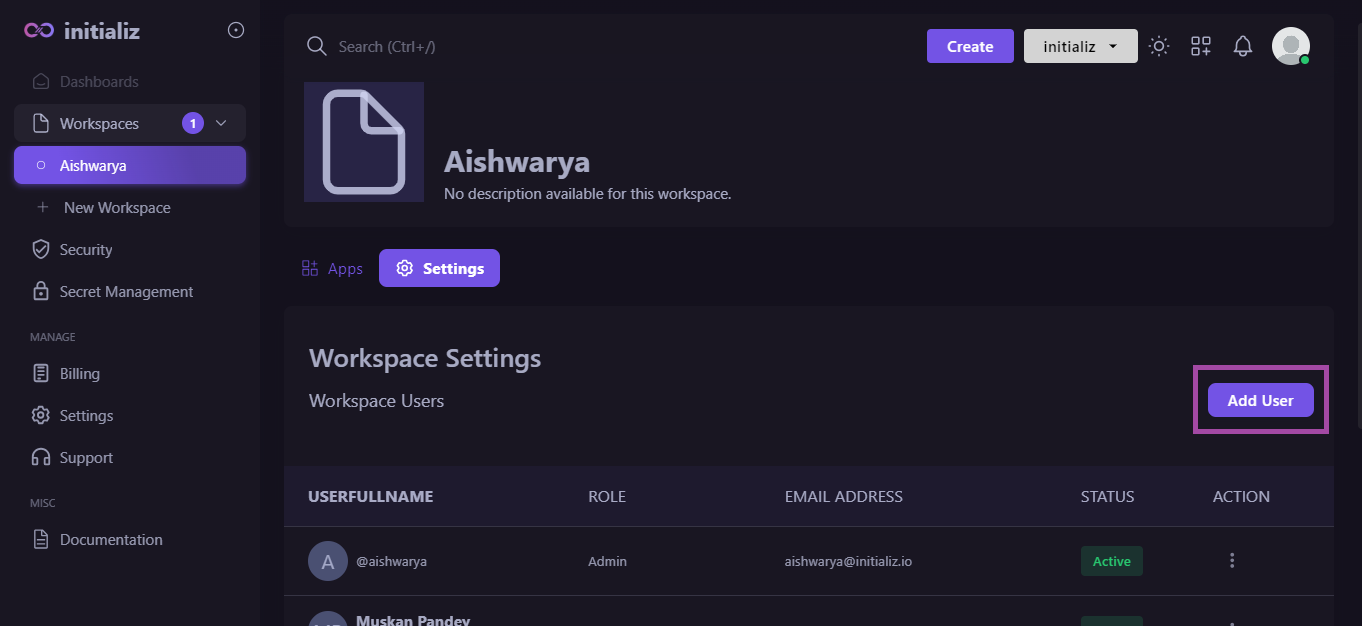 initializ
Search (Ctrl+/)
Create
initializ
Dashboards
Workspaces 1
Aishwarya
New Workspace
Security
Secret Management
MANAGE
Billing
Settings
Support
MISC
Documentation
Aishwarya
No description available for this workspace.
Apps
Settings
Workspace Settings
Workspace Users
Add User
USERFULLNAME ROLE EMAIL ADDRESS STATUS ACTION
A @aishwarya Admin aishwarya@initializ.io Active
Muskan Pandey